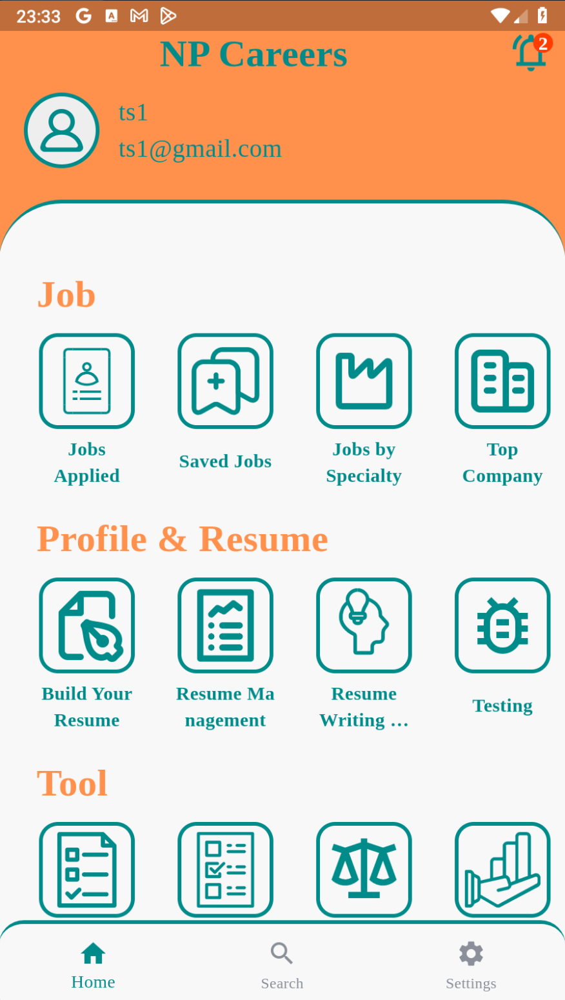 23:33
NP Careers
2
ts1
ts1@gmail.com
Job
Jobs
Applied
Saved Jobs
Jobs by
Specialty
Top
Company
Profile & Resume
Build Your
Resume
Resume Ma
nagement
Resume
Writing ...
Testing
Tool
Home
Search
Settings